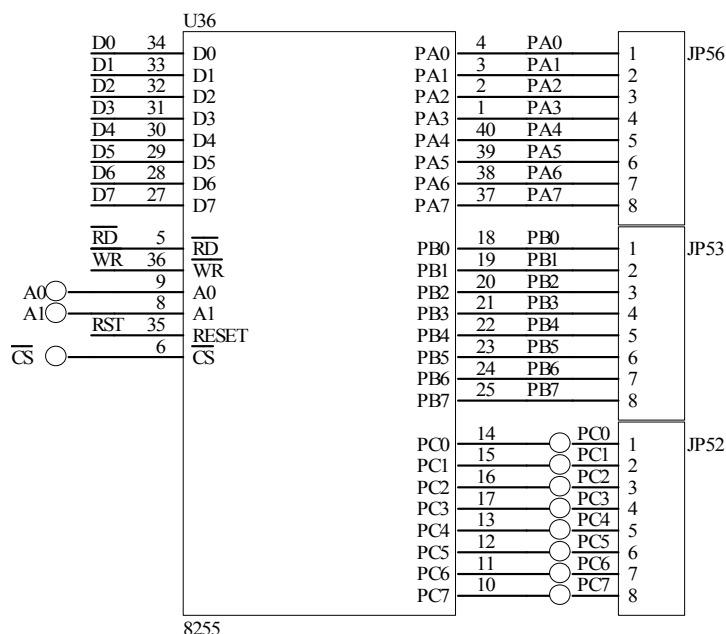 U36
D0 34 D0 PA0 4 PA0 1 JP56
D1 33 D1 PA1 3 PA1 2
D2 32 D2 PA2 2 PA2 3
D3 31 D3 PA3 1 PA3 4
D4 30 D4 PA4 40 PA4 5
D5 29 D5 PA5 39 PA5 6
D6 28 D6 PA6 38 PA6 7
D7 27 D7 PA7 37 PA7 8
RD 5 RD PB0 18 PB0 1 JP53
WR 36 WR PB1 19 PB1 2
A0 9 A0 PB2 20 PB2 3
A1 8 A1 PB3 21 PB3 4
RST 35 RESET PB4 22 PB4 5
CS 6 CS PB5 23 PB5 6
PB6 24 PB6 7
PB7 25 PB7 8
PC0 14 PC0 1 JP52
PC1 15 PC1 2
PC2 16 PC2 3
PC3 17 PC3 4
PC4 13 PC4 5
PC5 12 PC5 6
PC6 11 PC6 7
PC7 10 PC7 8
8255